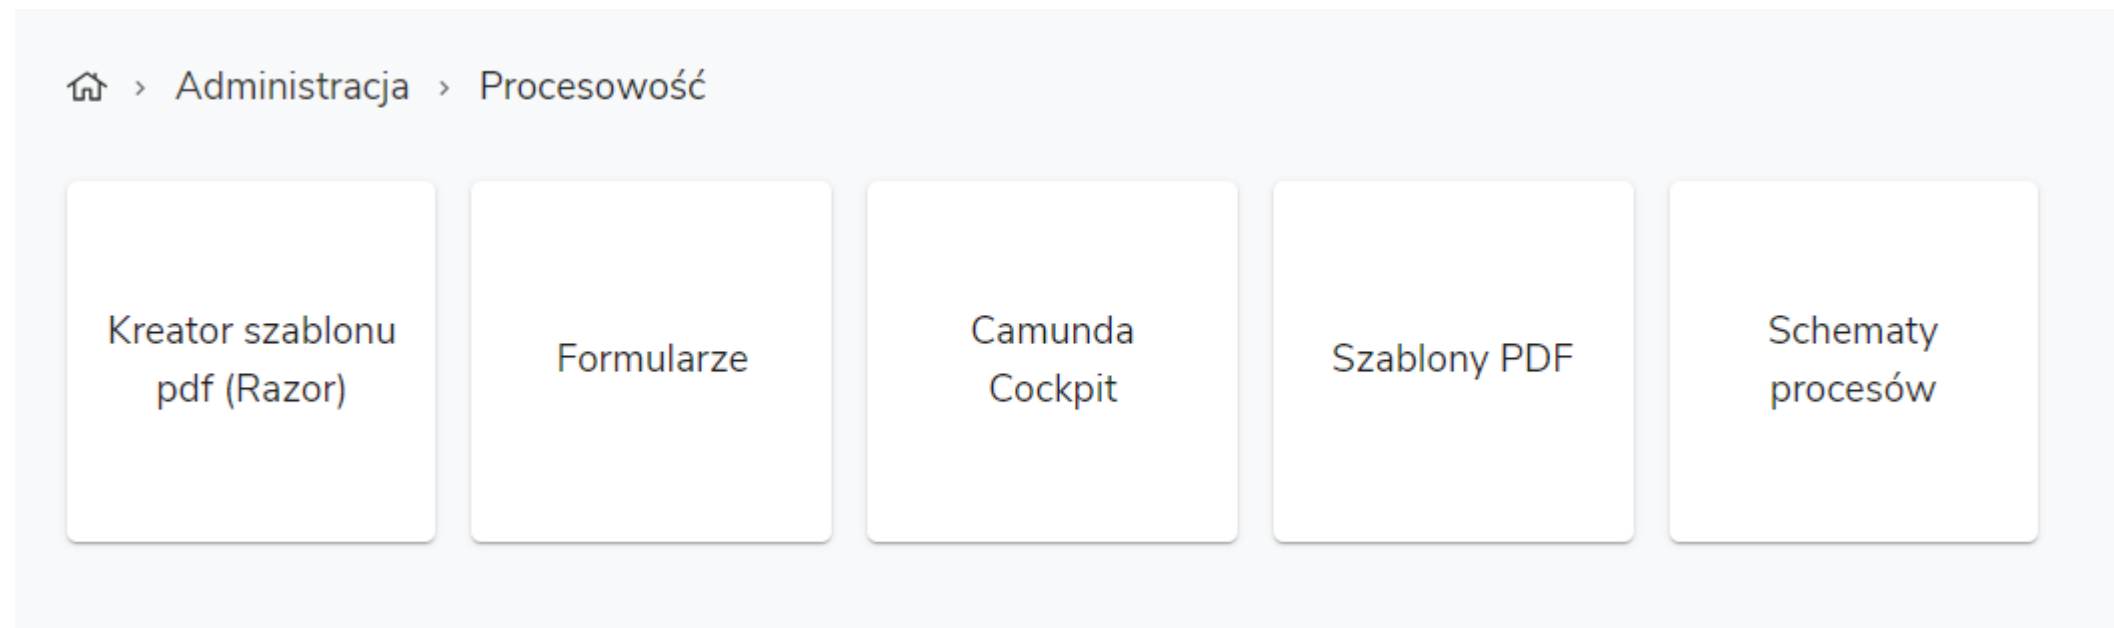 Administracja › Procesowość
Kreator szablonu
pdf (Razor)
Formularze
Camunda
Cockpit
Szablony PDF
Schematy
procesów